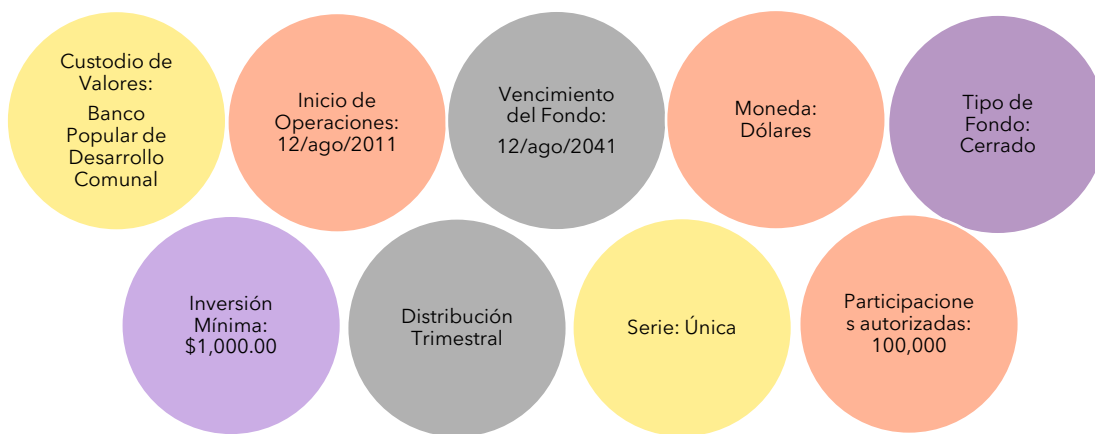 Custodio de
Valores:
Banco
Popular de
Desarrollo
Comunal
Inicio de
Operaciones:
12/ago/2011
Vencimiento
del Fondo:
12/ago/2041
Moneda:
Dólares
Tipo de
Fondo:
Cerrado
Inversión
Mínima:
$1,000.00
Distribución
Trimestral
Serie: Única
Participacione
s autorizadas:
100,000